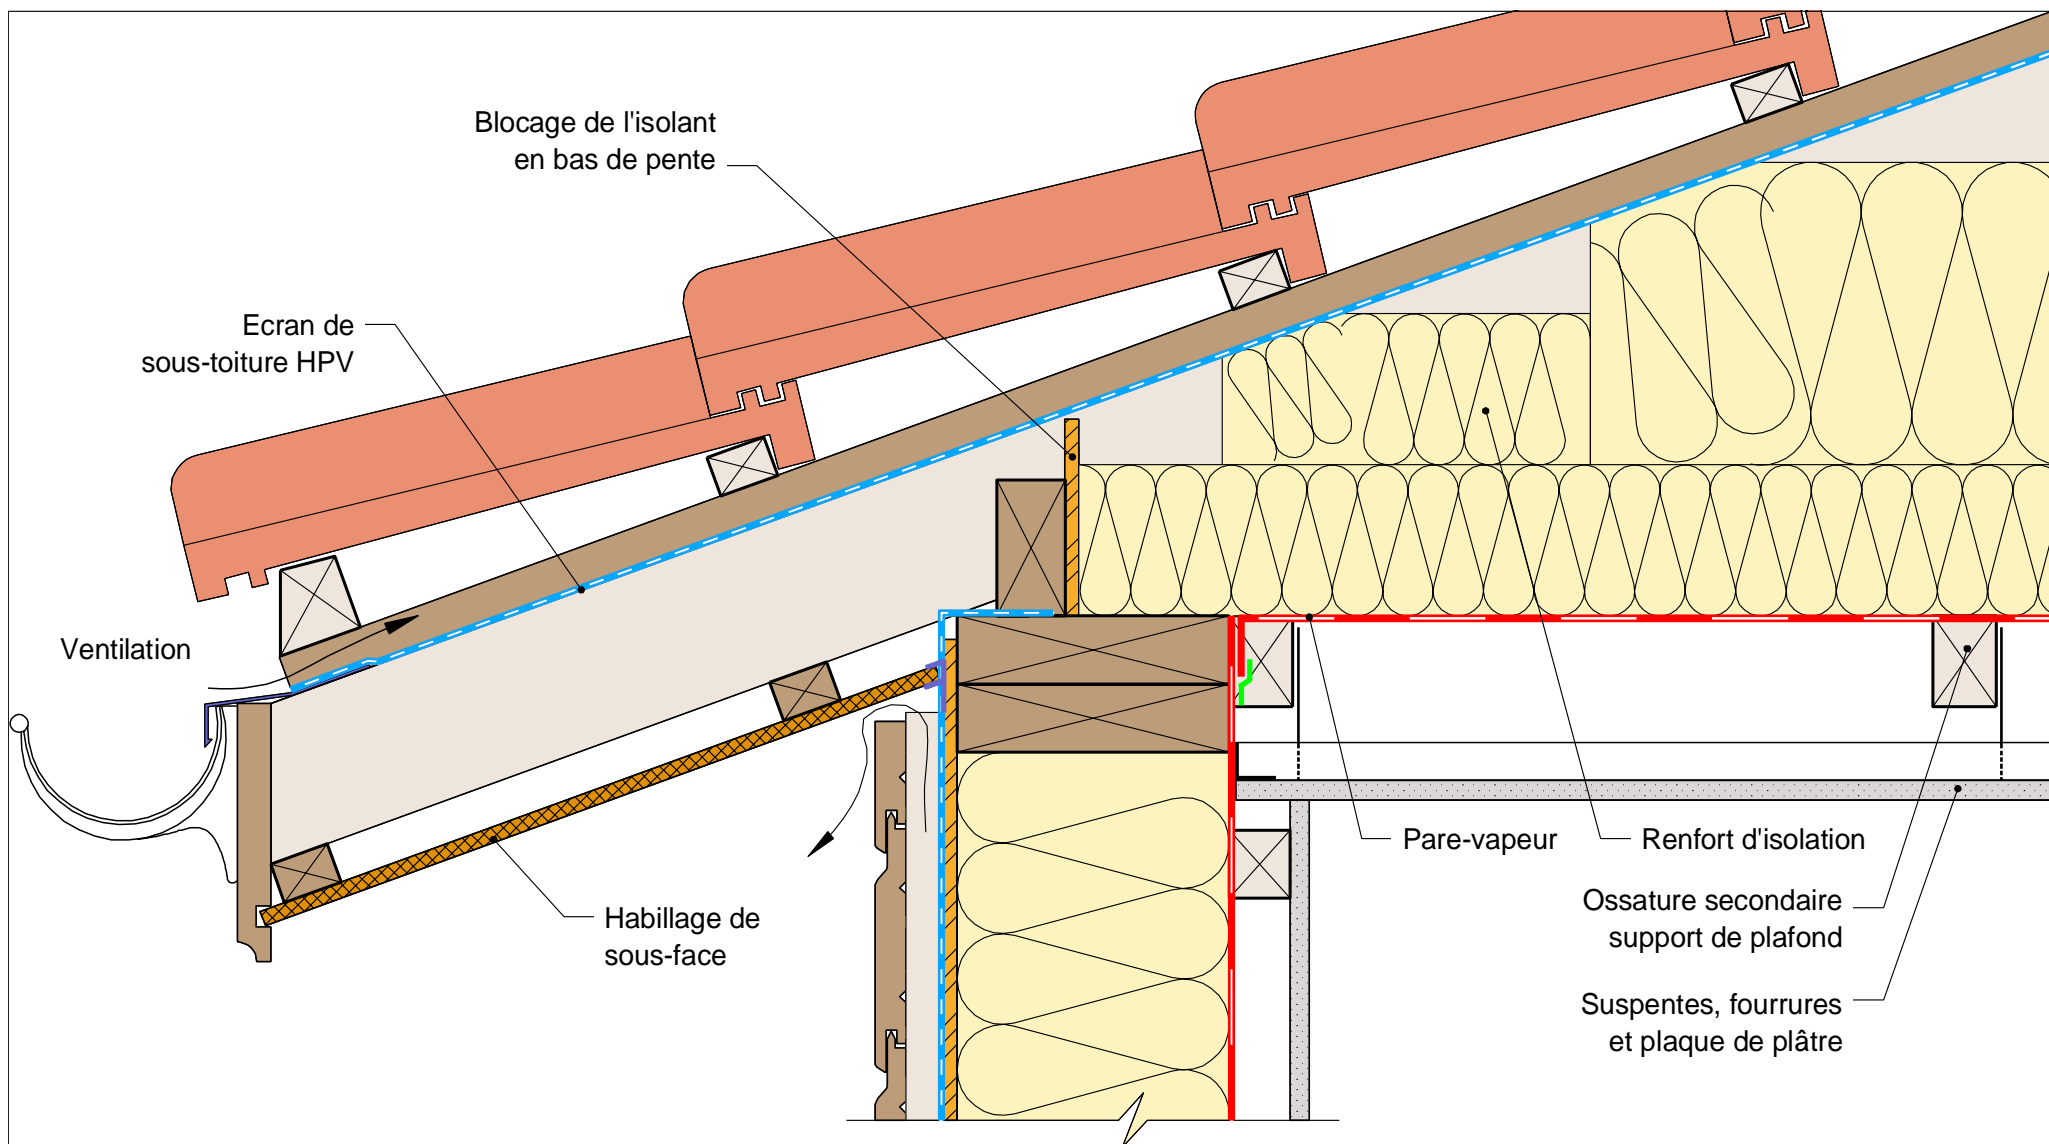 Blocage de l'isolant
en bas de pente
Ecran de
sous-toiture HPV
Ventilation
Habillage de
sous-face
Pare-vapeur
Renfort d'isolation
Ossature secondaire
support de plafond
Suspentes, fourrures
et plaque de plâtre